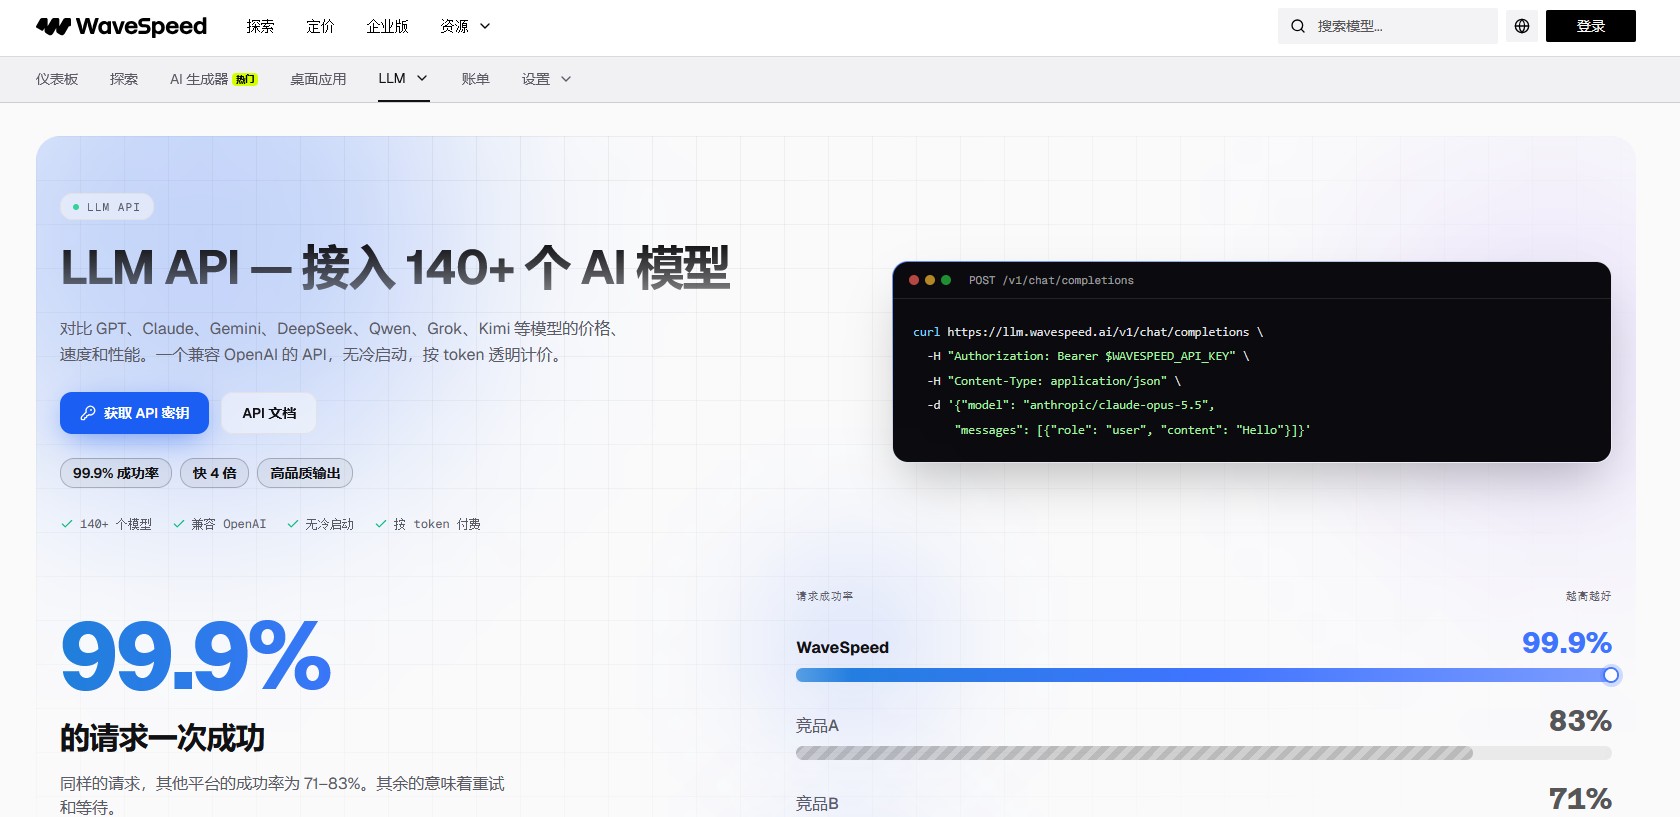 WaveSpeed 探索 定价 企业版 资源 搜索模型... 登录
仪表板 探索 AI 生成器 热门 桌面应用 LLM 账单 设置
LLM API
LLM API — 接入 140+ 个 AI 模型
对比 GPT、Claude、Gemini、DeepSeek、Qwen、Grok、Kimi 等模型的价格、
速度和性能。一个兼容 OpenAI 的 API，无冷启动，按 token 透明计价。
获取 API 密钥 API 文档
99.9% 成功率 快 4 倍 高品质输出
140+ 个模型 兼容 OpenAI 无冷启动 按 token 付费
POST /v1/chat/completions
curl https://llm.wavespeed.ai/v1/chat/completions \
-H "Authorization: Bearer $WAVESPEED_API_KEY" \
-H "Content-Type: application/json" \
-d '{"model": "anthropic/claude-opus-5.5",
"messages": [{"role": "user", "content": "Hello"}]}'
99.9%
的请求一次成功
同样的请求，其他平台的成功率为 71–83%。其余的意味着重试
和等待。
请求成功率 越高越好
WaveSpeed 99.9%
竞品A 83%
竞品B 71%